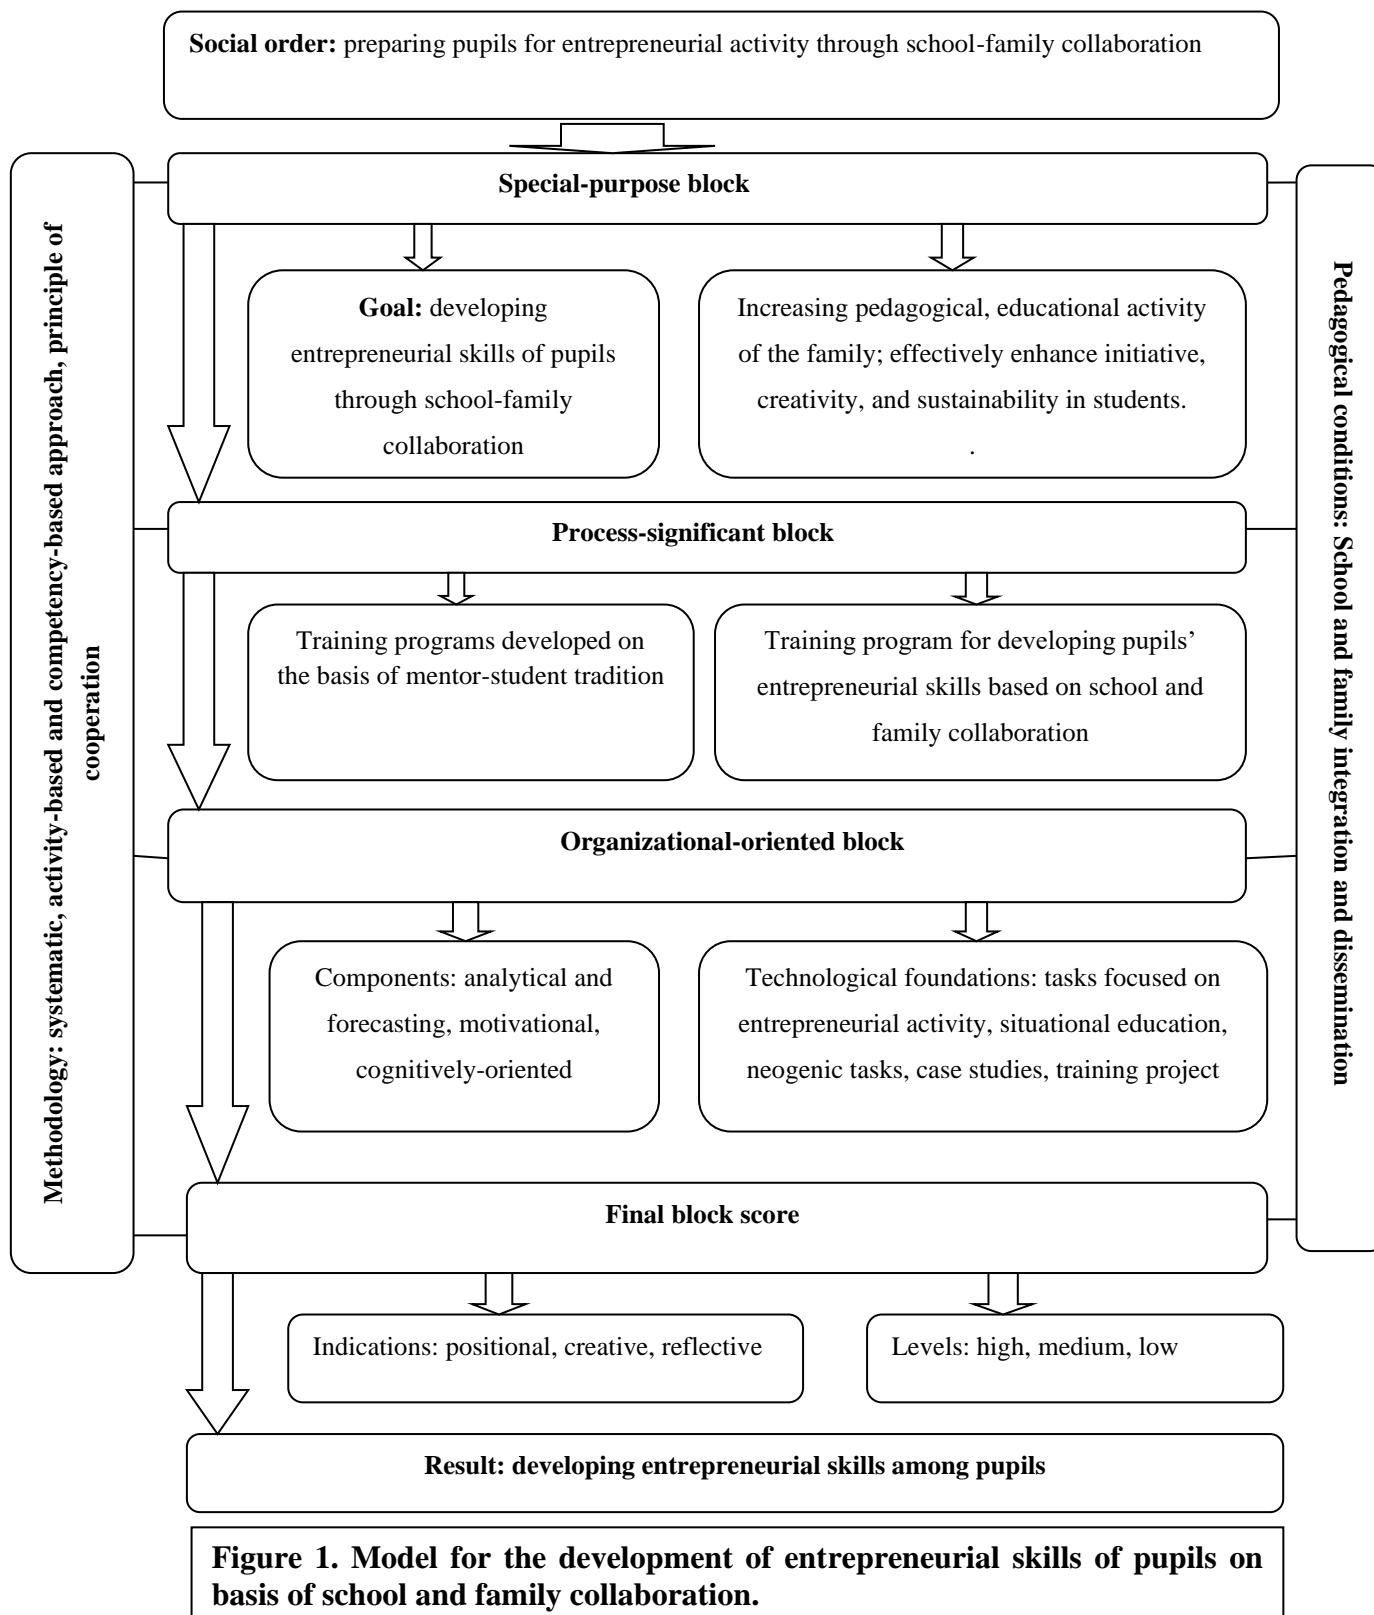 Social order: preparing pupils for entrepreneurial activity through school-family collaboration
Methodology: systematic, activity-based and competency-based approach, principle of
cooperation
Special-purpose block
Goal: developing
entrepreneurial skills of pupils
through school-family
collaboration
Increasing pedagogical, educational activity
of the family; effectively enhance initiative,
creativity, and sustainability in students.
.
Process-significant block
Training programs developed on
the basis of mentor-student tradition
Training program for developing pupils’
entrepreneurial skills based on school and
family collaboration
Organizational-oriented block
Components: analytical and
forecasting, motivational,
cognitively-oriented
Technological foundations: tasks focused on
entrepreneurial activity, situational education,
neogenic tasks, case studies, training project
Final block score
Indications: positional, creative, reflective
Levels: high, medium, low
Result: developing entrepreneurial skills among pupils
Pedagogical conditions: School and family integration and dissemination
Figure 1. Model for the development of entrepreneurial skills of pupils on
basis of school and family collaboration.